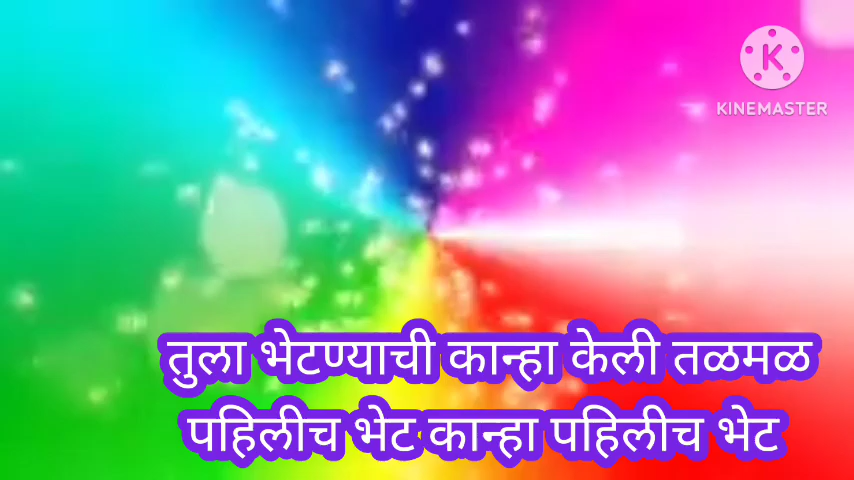 KINEMASTER
तुला भेटण्याची कान्हा केली तळमळ
पहिलीच भेट कान्हा पहिलीच भेट